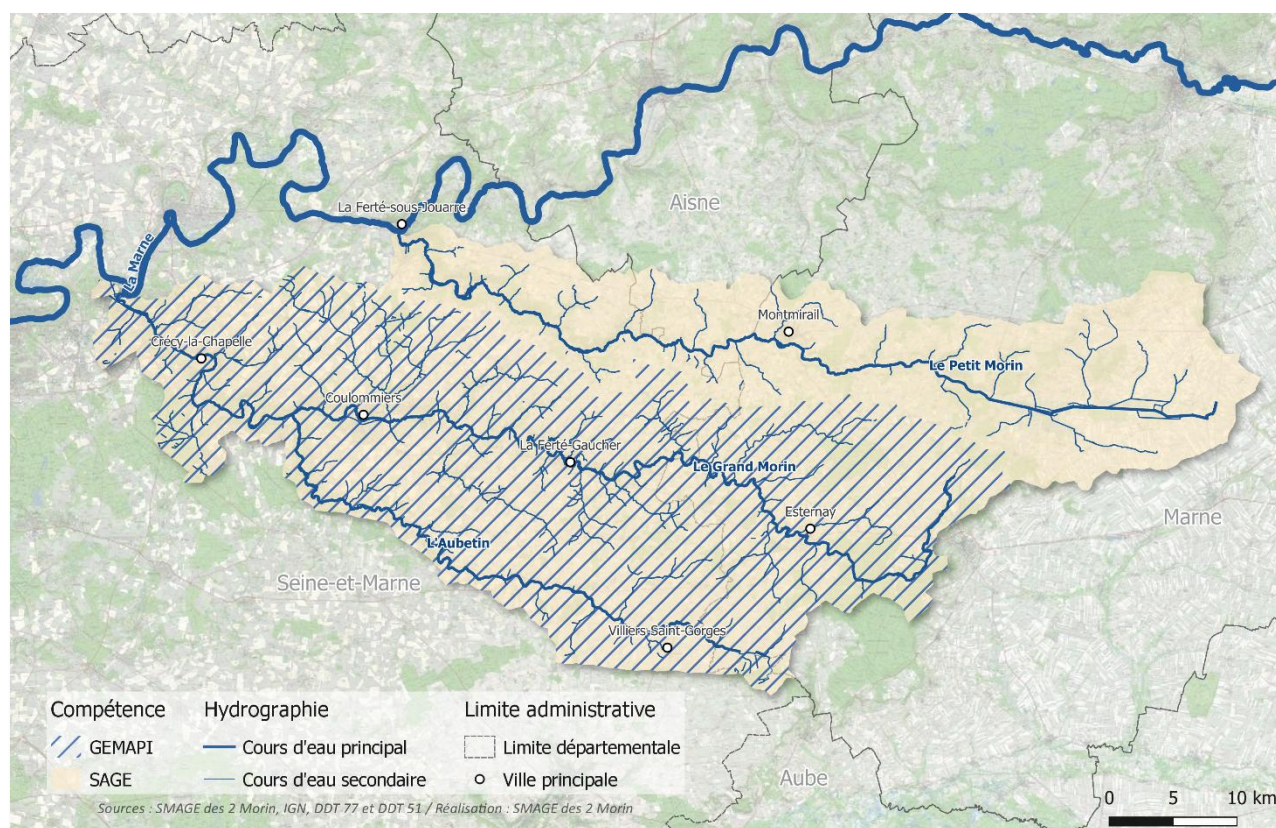 Aisne
La Ferté-sous-Jouarre
La Marne
Montmirail
Crécy-la-Chapelle
Le Petit Morin
Coulommiers
La Ferté-Gaucher
Le Grand Morin
Esternay
Marne
L'Aubetin
Seine-et-Marne
Villiers-Saint-Gorges
Compétence
GEMAPI
SAGE
Hydrographie
Cours d'eau principal
Cours d'eau secondaire
Limite administrative
Limite départementale
Ville principale
Aube
Sources : SMAGE des 2 Morin, IGN, DDT 77 et DDT 51 / Réalisation : SMAGE des 2 Morin
0 5 10 km